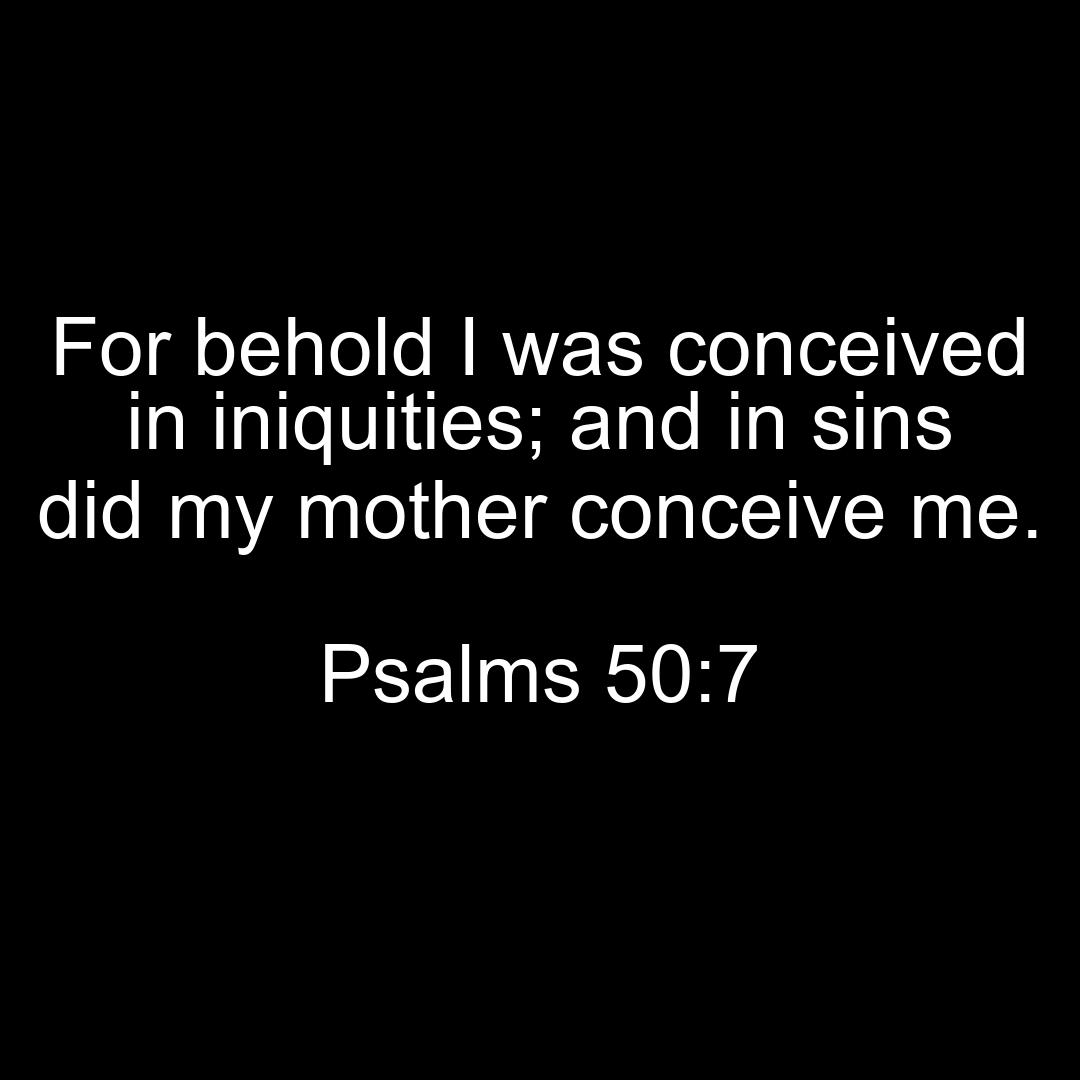 For behold I was conceived
in iniquities; and in sins
did my mother conceive me.
Psalms 50:7